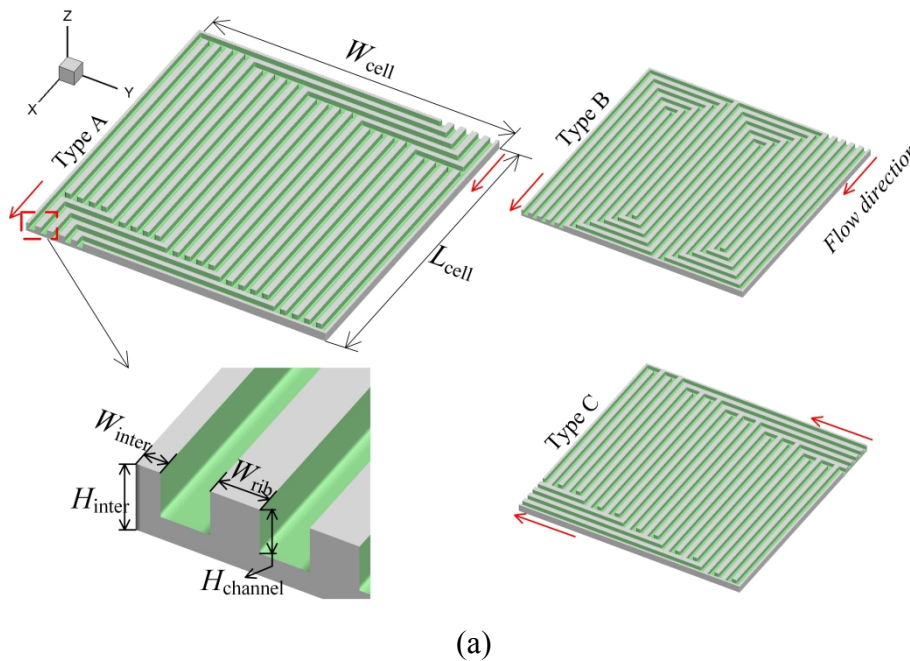 Z
Y
X
Type A
W_cell
L_cell
Type B
Flow direction
W_inter
W_rib
H_inter
H_channel
Type C
(a)